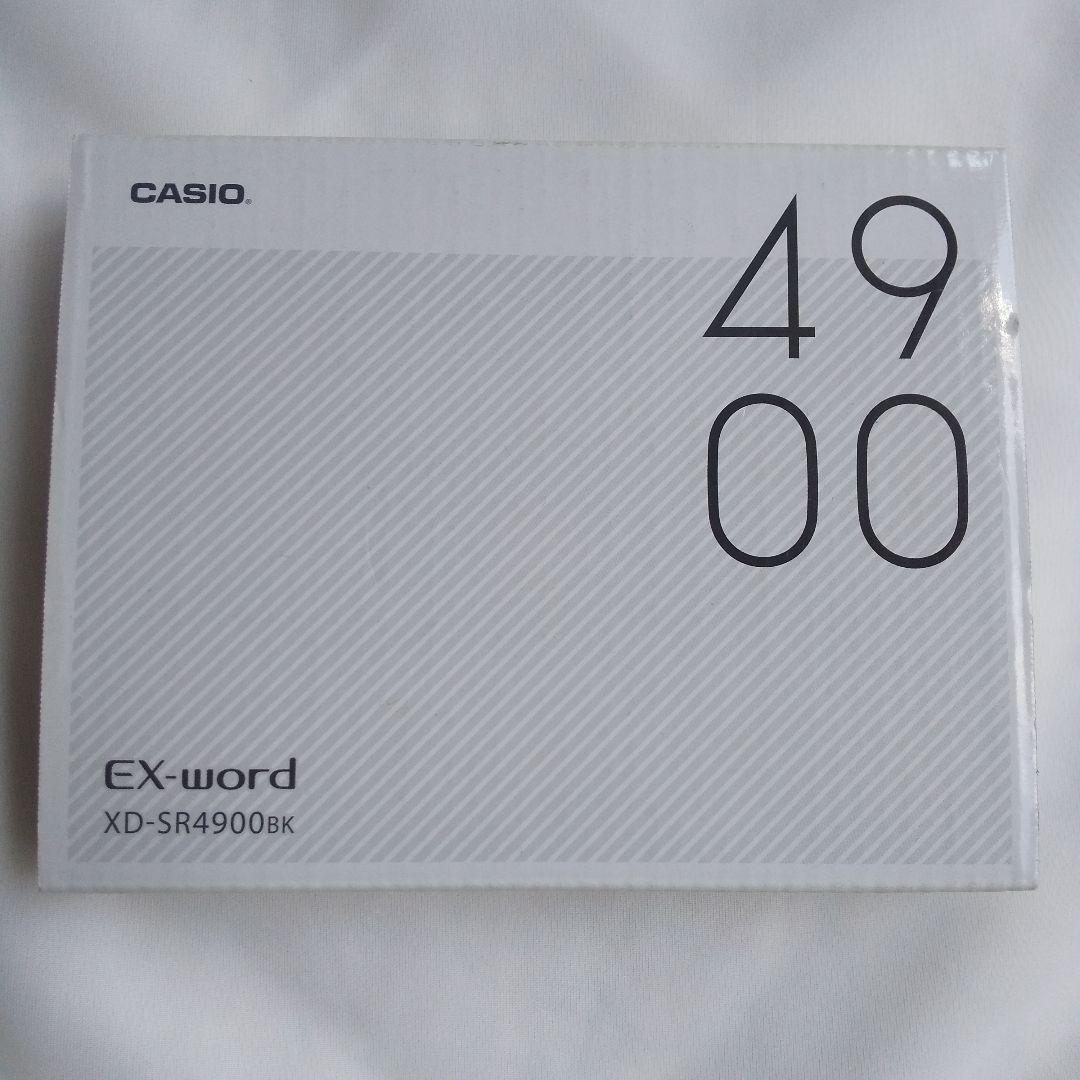 CASIO®
49
00
EX-word
XD-SR4900BK